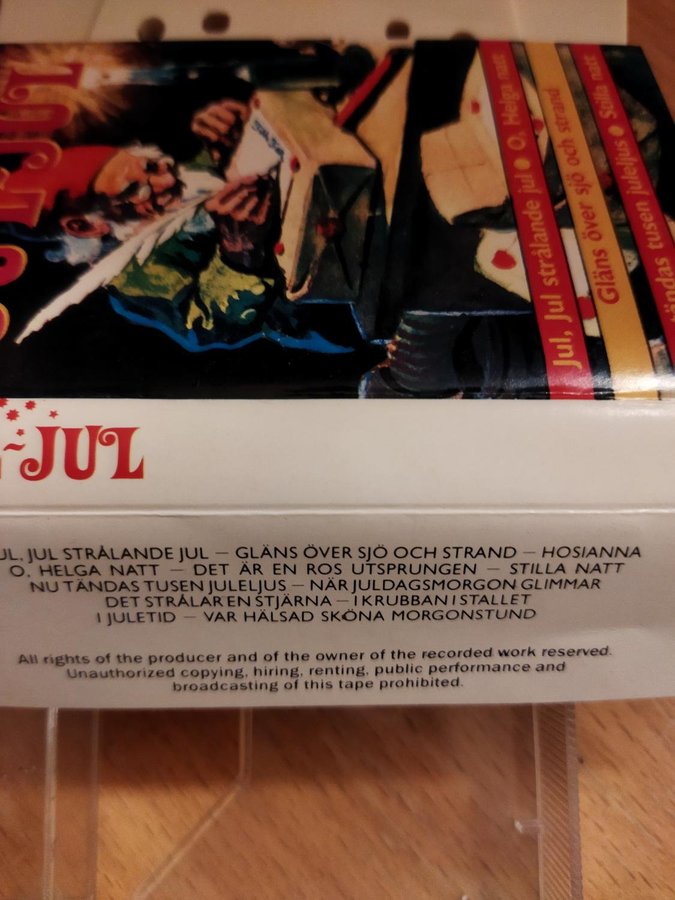 JUL
Jul, Jul strålande jul ● O, Helga natt
Gläns över sjö och strand
tändas tusen juleljus ● Stilla natt
-JUL
JUL, JUL STRÅLANDE JUL — GLÄNS ÖVER SJÖ OCH STRAND — HOSIANNA
O, HELGA NATT — DET ÄR EN ROS UTSPRUNGEN — STILLA NATT
NU TÄNDAS TUSEN JULELJUS — NÄR JULDAGSMORGON GLIMMAR
DET STRÅLAR EN STJÄRNA — I KRUBBAN I STALLET
I JULETID — VAR HÄLSAD SKÖNA MORGONSTUND
All rights of the producer and of the owner of the recorded work reserved.
Unauthorized copying, hiring, renting, public performance and
broadcasting of this tape prohibited.